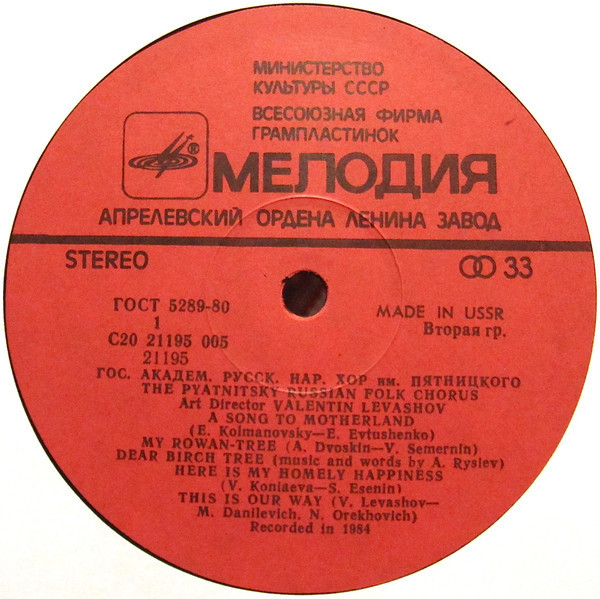 МИНИСТЕРСТВО
КУЛЬТУРЫ СССР
ВСЕСОЮЗНАЯ ФИРМА
ГРАМПЛАСТИНОК
®
МЕЛОДИЯ
АПРЕЛЕВСКИЙ ОРДЕНА ЛЕНИНА ЗАВОД
STEREO
33
ГОСТ 5289-80
MADE IN USSR
1
Вторая гр.
С20 21195 005
21195
ГОС. АКАДЕМ. РУССК. НАР. ХОР им. ПЯТНИЦКОГО
THE PYATNITSKY RUSSIAN FOLK CHORUS
Art Director VALENTIN LEVASHOV
A SONG TO MOTHERLAND
(E. Kolmanovsky—E. Evtushenko)
MY ROWAN-TREE (A. Dvoskin—V. Semernin)
DEAR BIRCH TREE (music and words by A. Rysiev)
HERE IS MY HOMELY HAPPINESS
(V. Konlaeva—S. Esenin)
THIS IS OUR WAY (V. Levashov—
M. Danilevich, N. Orekhovich)
Recorded in 1984